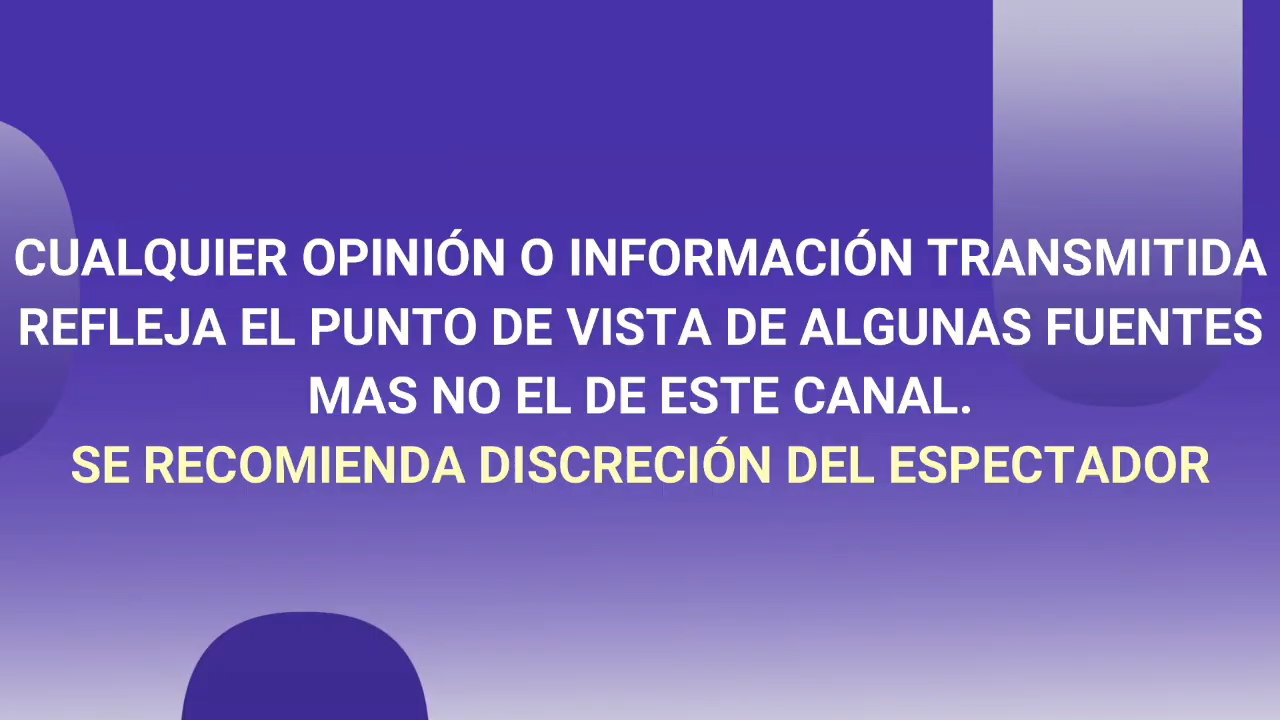 CUALQUIER OPINIÓN O INFORMACIÓN TRANSMITIDA
REFLEJA EL PUNTO DE VISTA DE ALGUNAS FUENTES
MAS NO EL DE ESTE CANAL.
SE RECOMIENDA DISCRECIÓN DEL ESPECTADOR